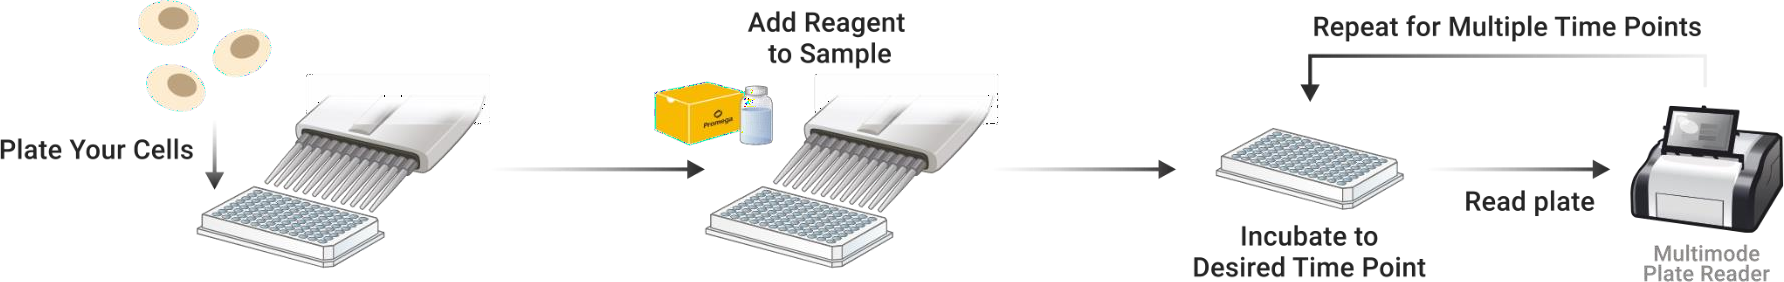 Plate Your Cells
Add Reagent
to Sample
Promega
Repeat for Multiple Time Points
Incubate to
Desired Time Point
Read plate
Multimode
Plate Reader